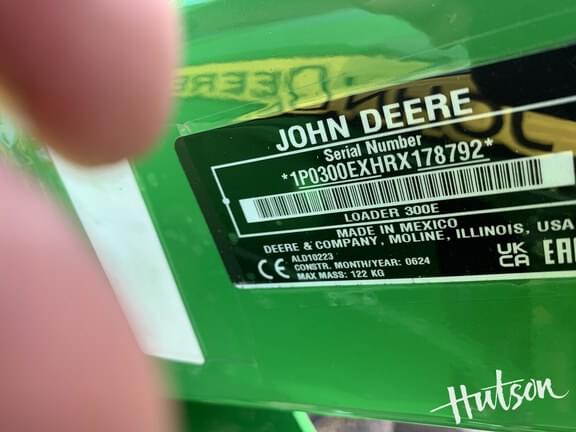 JOHN DEERE
Serial Number
*1P0300EXHRX178792*
LOADER 300E
MADE IN MEXICO
DEERE & COMPANY, MOLINE, ILLINOIS, USA
ALD10223
CE CONSTR. MONTH/YEAR: 0624
MAX MASS: 122 KG
UK CA
EAC
Hutson